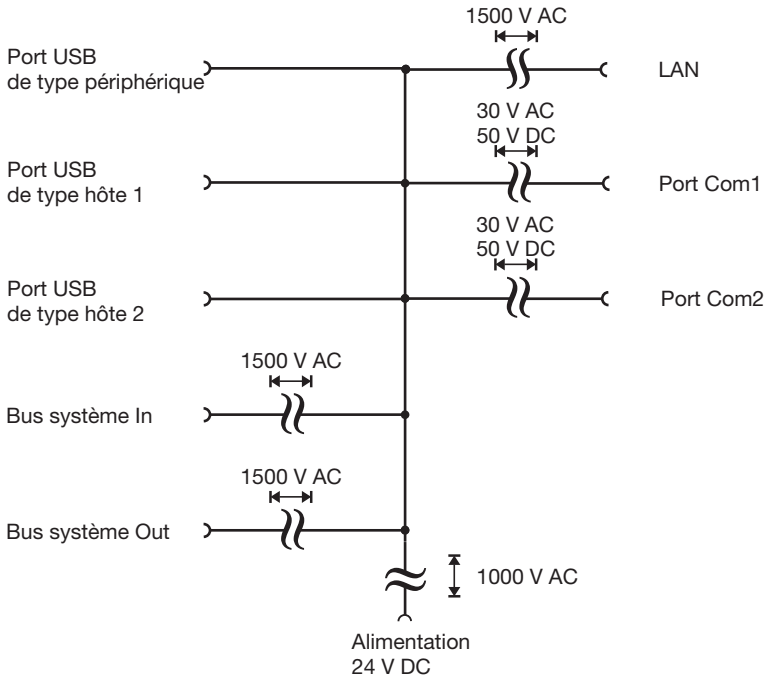 1500 V AC
Port USB
de type périphérique
LAN
30 V AC
50 V DC
Port USB
de type hôte 1
Port Com1
30 V AC
50 V DC
Port USB
de type hôte 2
Port Com2
1500 V AC
Bus système In
1500 V AC
Bus système Out
1000 V AC
Alimentation
24 V DC